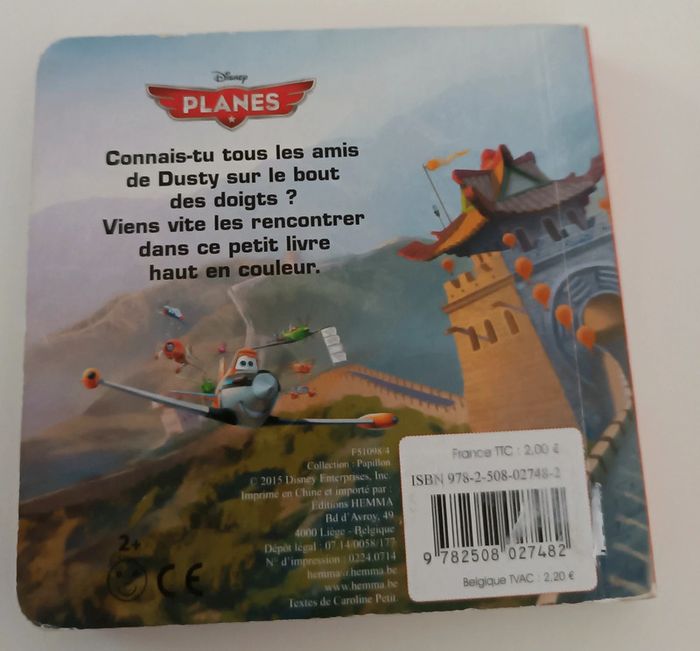 Disney
PLANES
Connais-tu tous les amis
de Dusty sur le bout
des doigts ?
Viens vite les rencontrer
dans ce petit livre
haut en couleur.
F51098/4
Collection : Papillon
© 2015 Disney Enterprises, Inc.
Imprimé en Chine et importé par :
Editions HEMMA
Bd d'Avroy, 49
4000 Liège - Belgique
Dépôt légal : 07.14/0058/177
N° d'impression : 0224.0714
hemma@hemma.be
www.hemma.be
Textes de Caroline Petit.
2+
CE
France TTC : 2,00 €
ISBN 978-2-508-02748-2
9 782508 027482
Belgique TVAC : 2,20 €